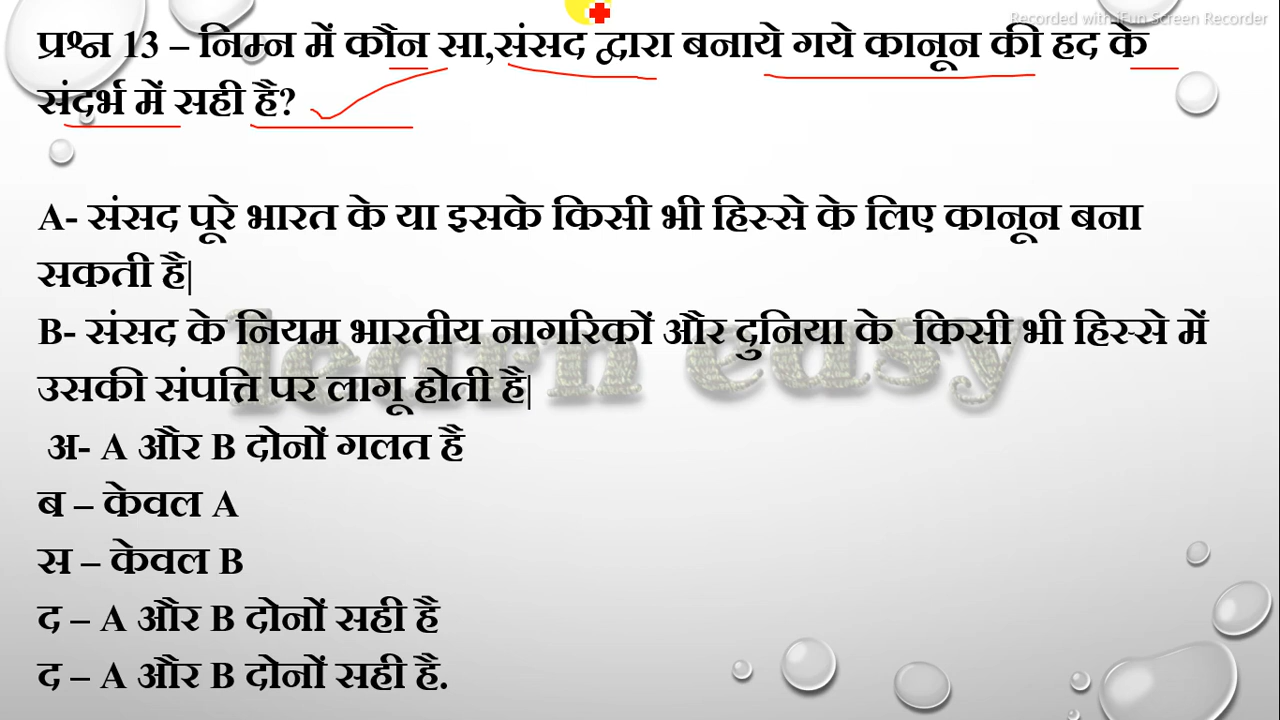 Recorded with iFun Screen Recorder
प्रश्न 13 – निम्न में कौन सा,संसद द्वारा बनाये गये कानून की हद के
संदर्भ में सही है?
A- संसद पूरे भारत के या इसके किसी भी हिस्से के लिए कानून बना
सकती है|
B- संसद के नियम भारतीय नागरिकों और दुनिया के किसी भी हिस्से में
उसकी संपत्ति पर लागू होती है|
learn easy
अ- A और B दोनों गलत है
ब – केवल A
स – केवल B
द – A और B दोनों सही है
द – A और B दोनों सही है.